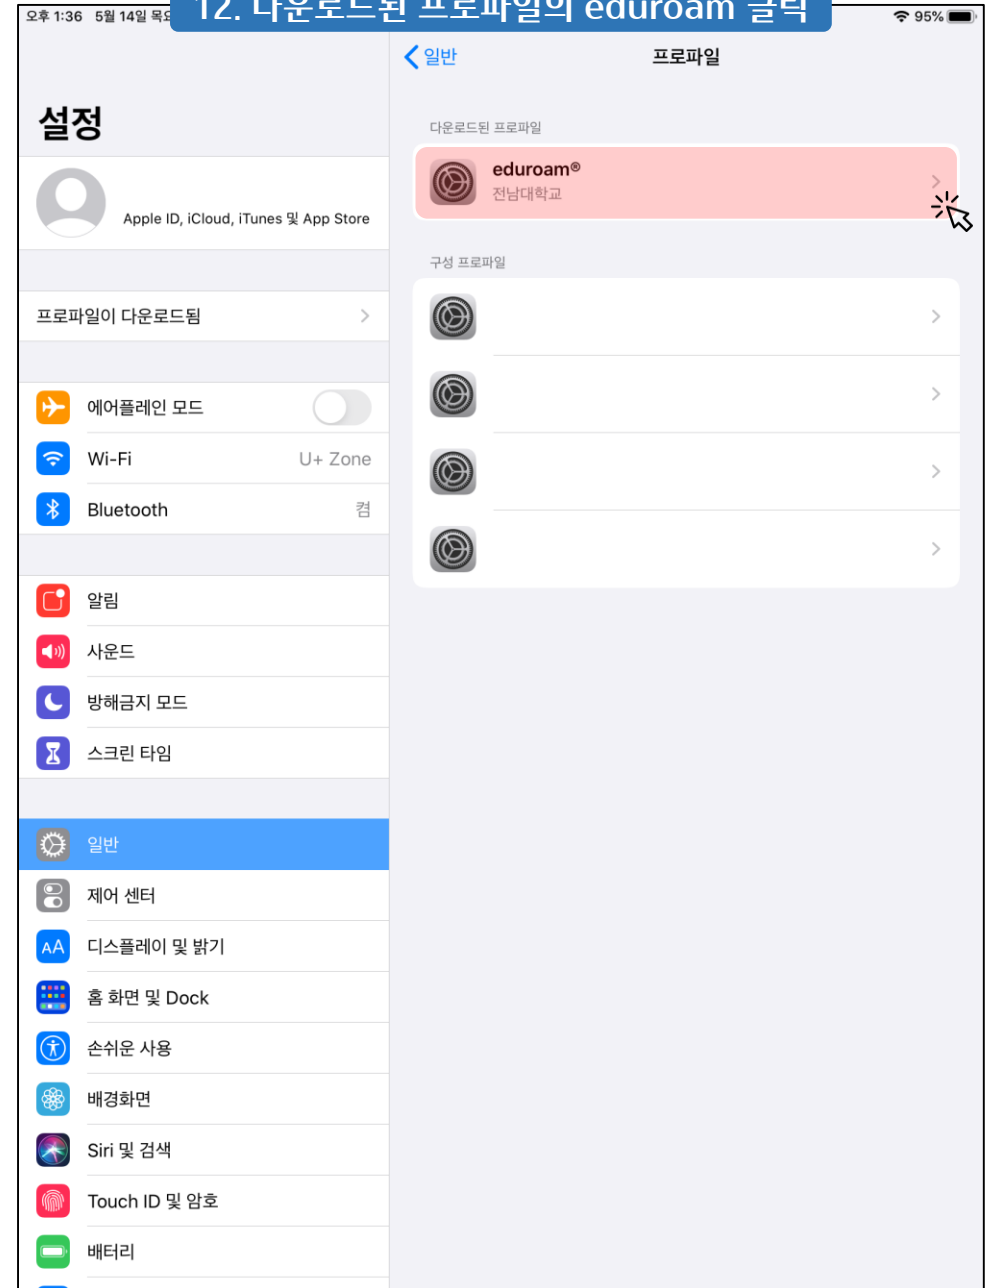 12. 다운로드된 프로파일의 eduroam 클릭
오후 1:36 5월 14일
95%
설정
Apple ID, iCloud, iTunes 및 App Store
프로파일이 다운로드됨
에어플레인 모드
Wi-Fi U+ Zone
Bluetooth 켬
알림
사운드
방해금지 모드
스크린 타임
일반
제어 센터
디스플레이 및 밝기
홈 화면 및 Dock
손쉬운 사용
배경화면
Siri 및 검색
Touch ID 및 암호
배터리
일반
프로파일
다운로드된 프로파일
eduroam®
전남대학교
구성 프로파일